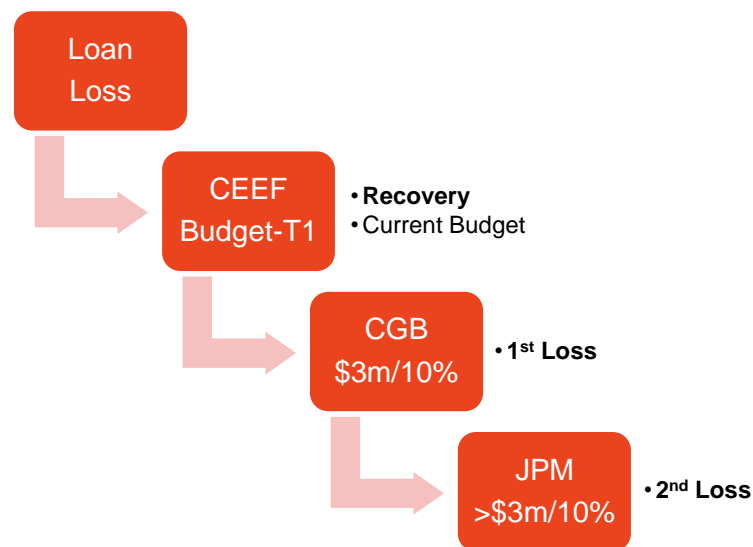 Loan
Loss
CEEF
Budget-T1
• Recovery
• Current Budget
CGB
$3m/10%
• 1st Loss
JPM
>$3m/10%
• 2nd Loss